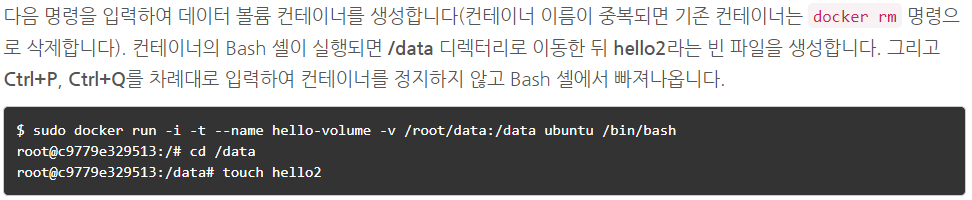 다음 명령을 입력하여 데이터 볼륨 컨테이너를 생성합니다(컨테이너 이름이 중복되면 기존 컨테이너는 docker rm 명령으
로 삭제합니다). 컨테이너의 Bash 셸이 실행되면 /data 디렉터리로 이동한 뒤 hello2라는 빈 파일을 생성합니다. 그리고
Ctrl+P, Ctrl+Q를 차례대로 입력하여 컨테이너를 정지하지 않고 Bash 셸에서 빠져나옵니다.
$ sudo docker run -i -t --name hello-volume -v /root/data:/data ubuntu /bin/bash
root@c9779e329513:/# cd /data
root@c9779e329513:/data# touch hello2